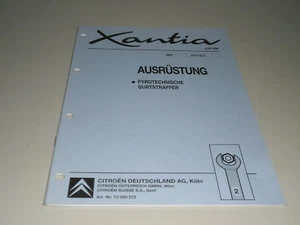 Xantia
AUSRÜSTUNG
• PYROTECHNISCHE
GURTSTRAFFER
2
CITROËN DEUTSCHLAND AG, Köln
CITROËN ÖSTERREICH GMBH, Wien
CITROËN SUISSE S.A., Genf